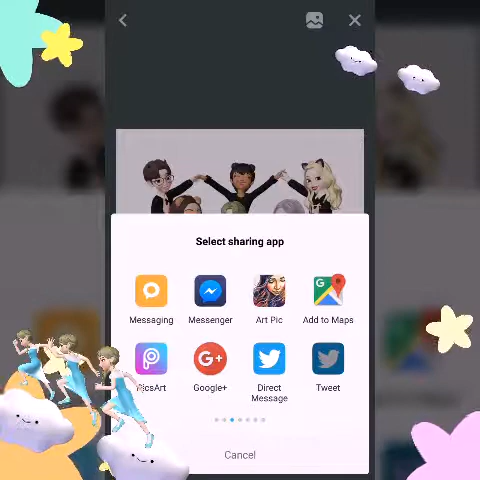 Select sharing app
Messaging
Messenger
Art Pic
Add to Maps
PicsArt
Google+
Direct
Message
Tweet
Cancel